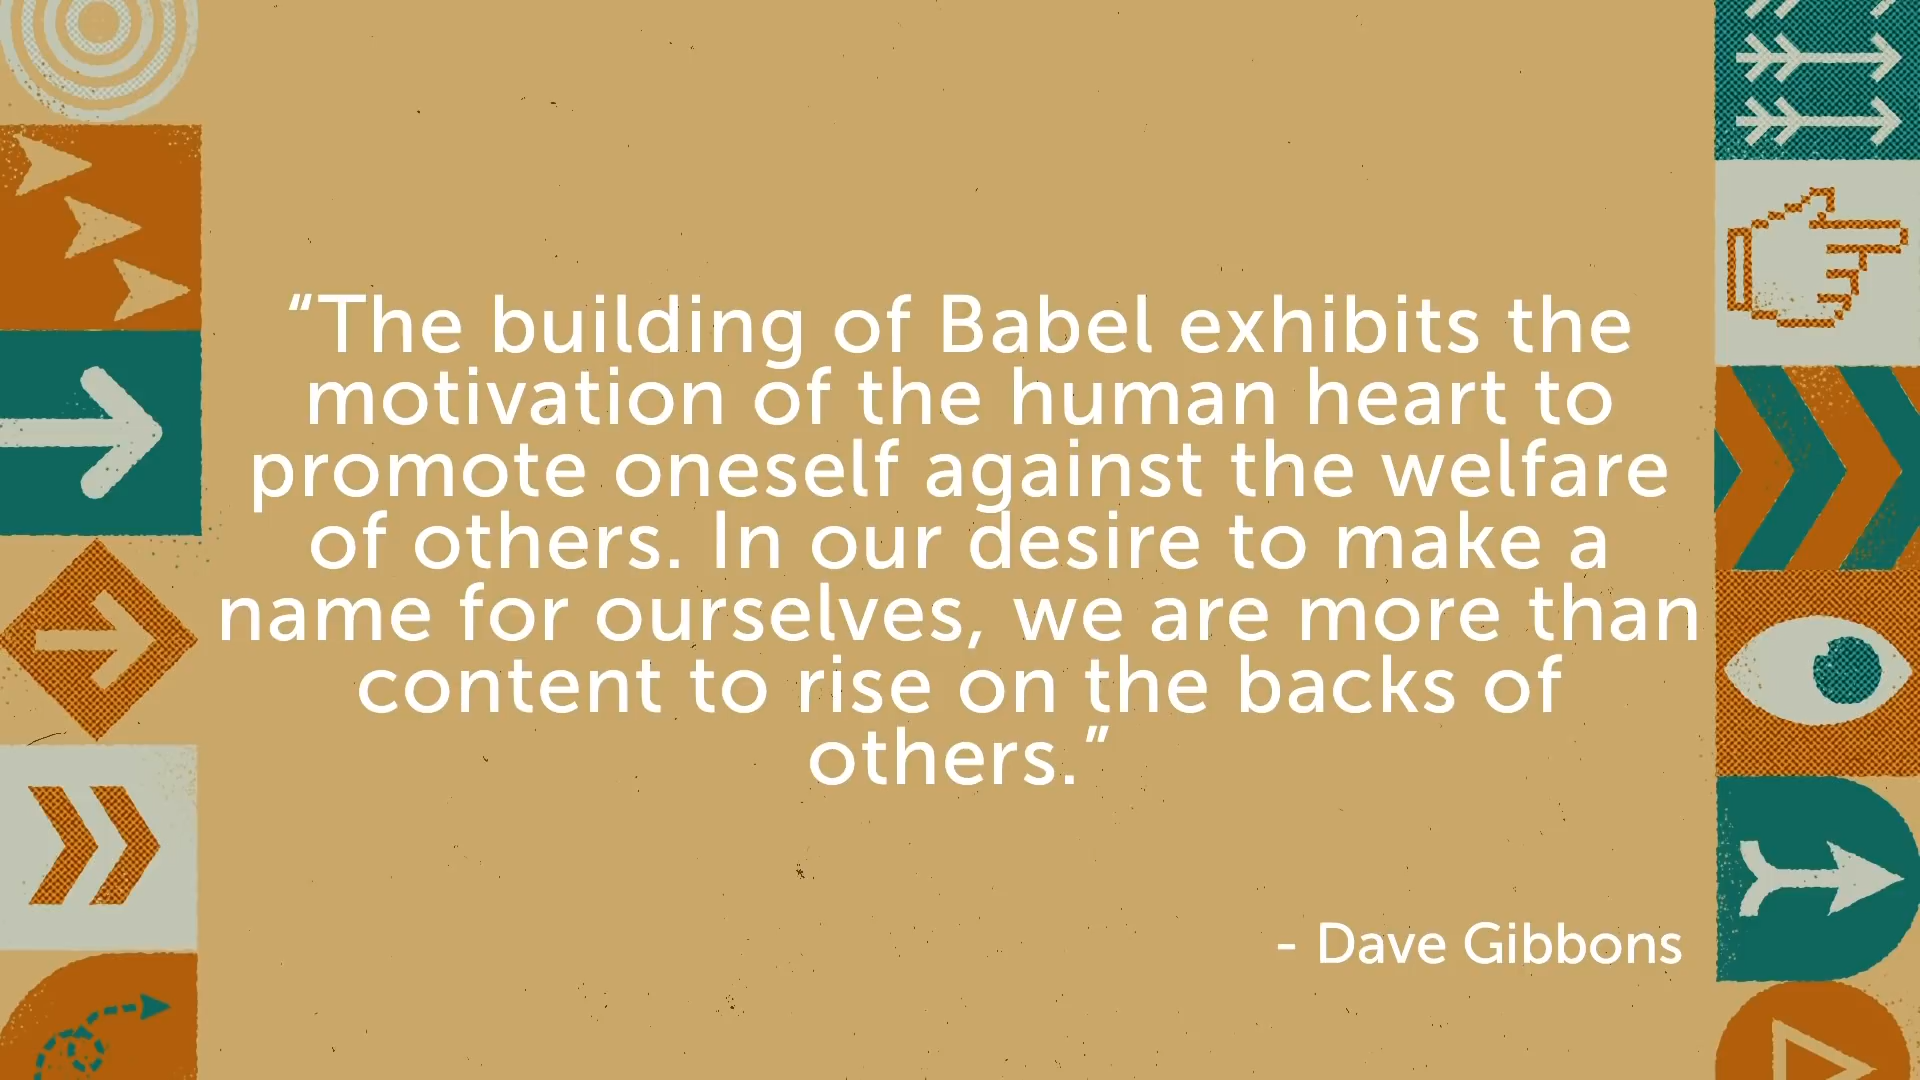 “The building of Babel exhibits the
motivation of the human heart to
promote oneself against the welfare
of others. In our desire to make a
name for ourselves, we are more than
content to rise on the backs of
others.”
- Dave Gibbons